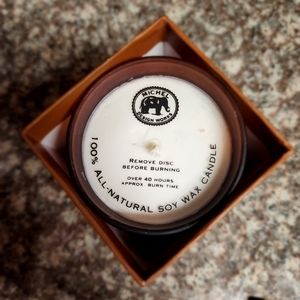 MICHEL
DESIGN WORKS
REMOVE DISC
BEFORE BURNING
OVER 40 HOURS
APPROX BURN TIME
100% ALL-NATURAL SOY WAX CANDLE